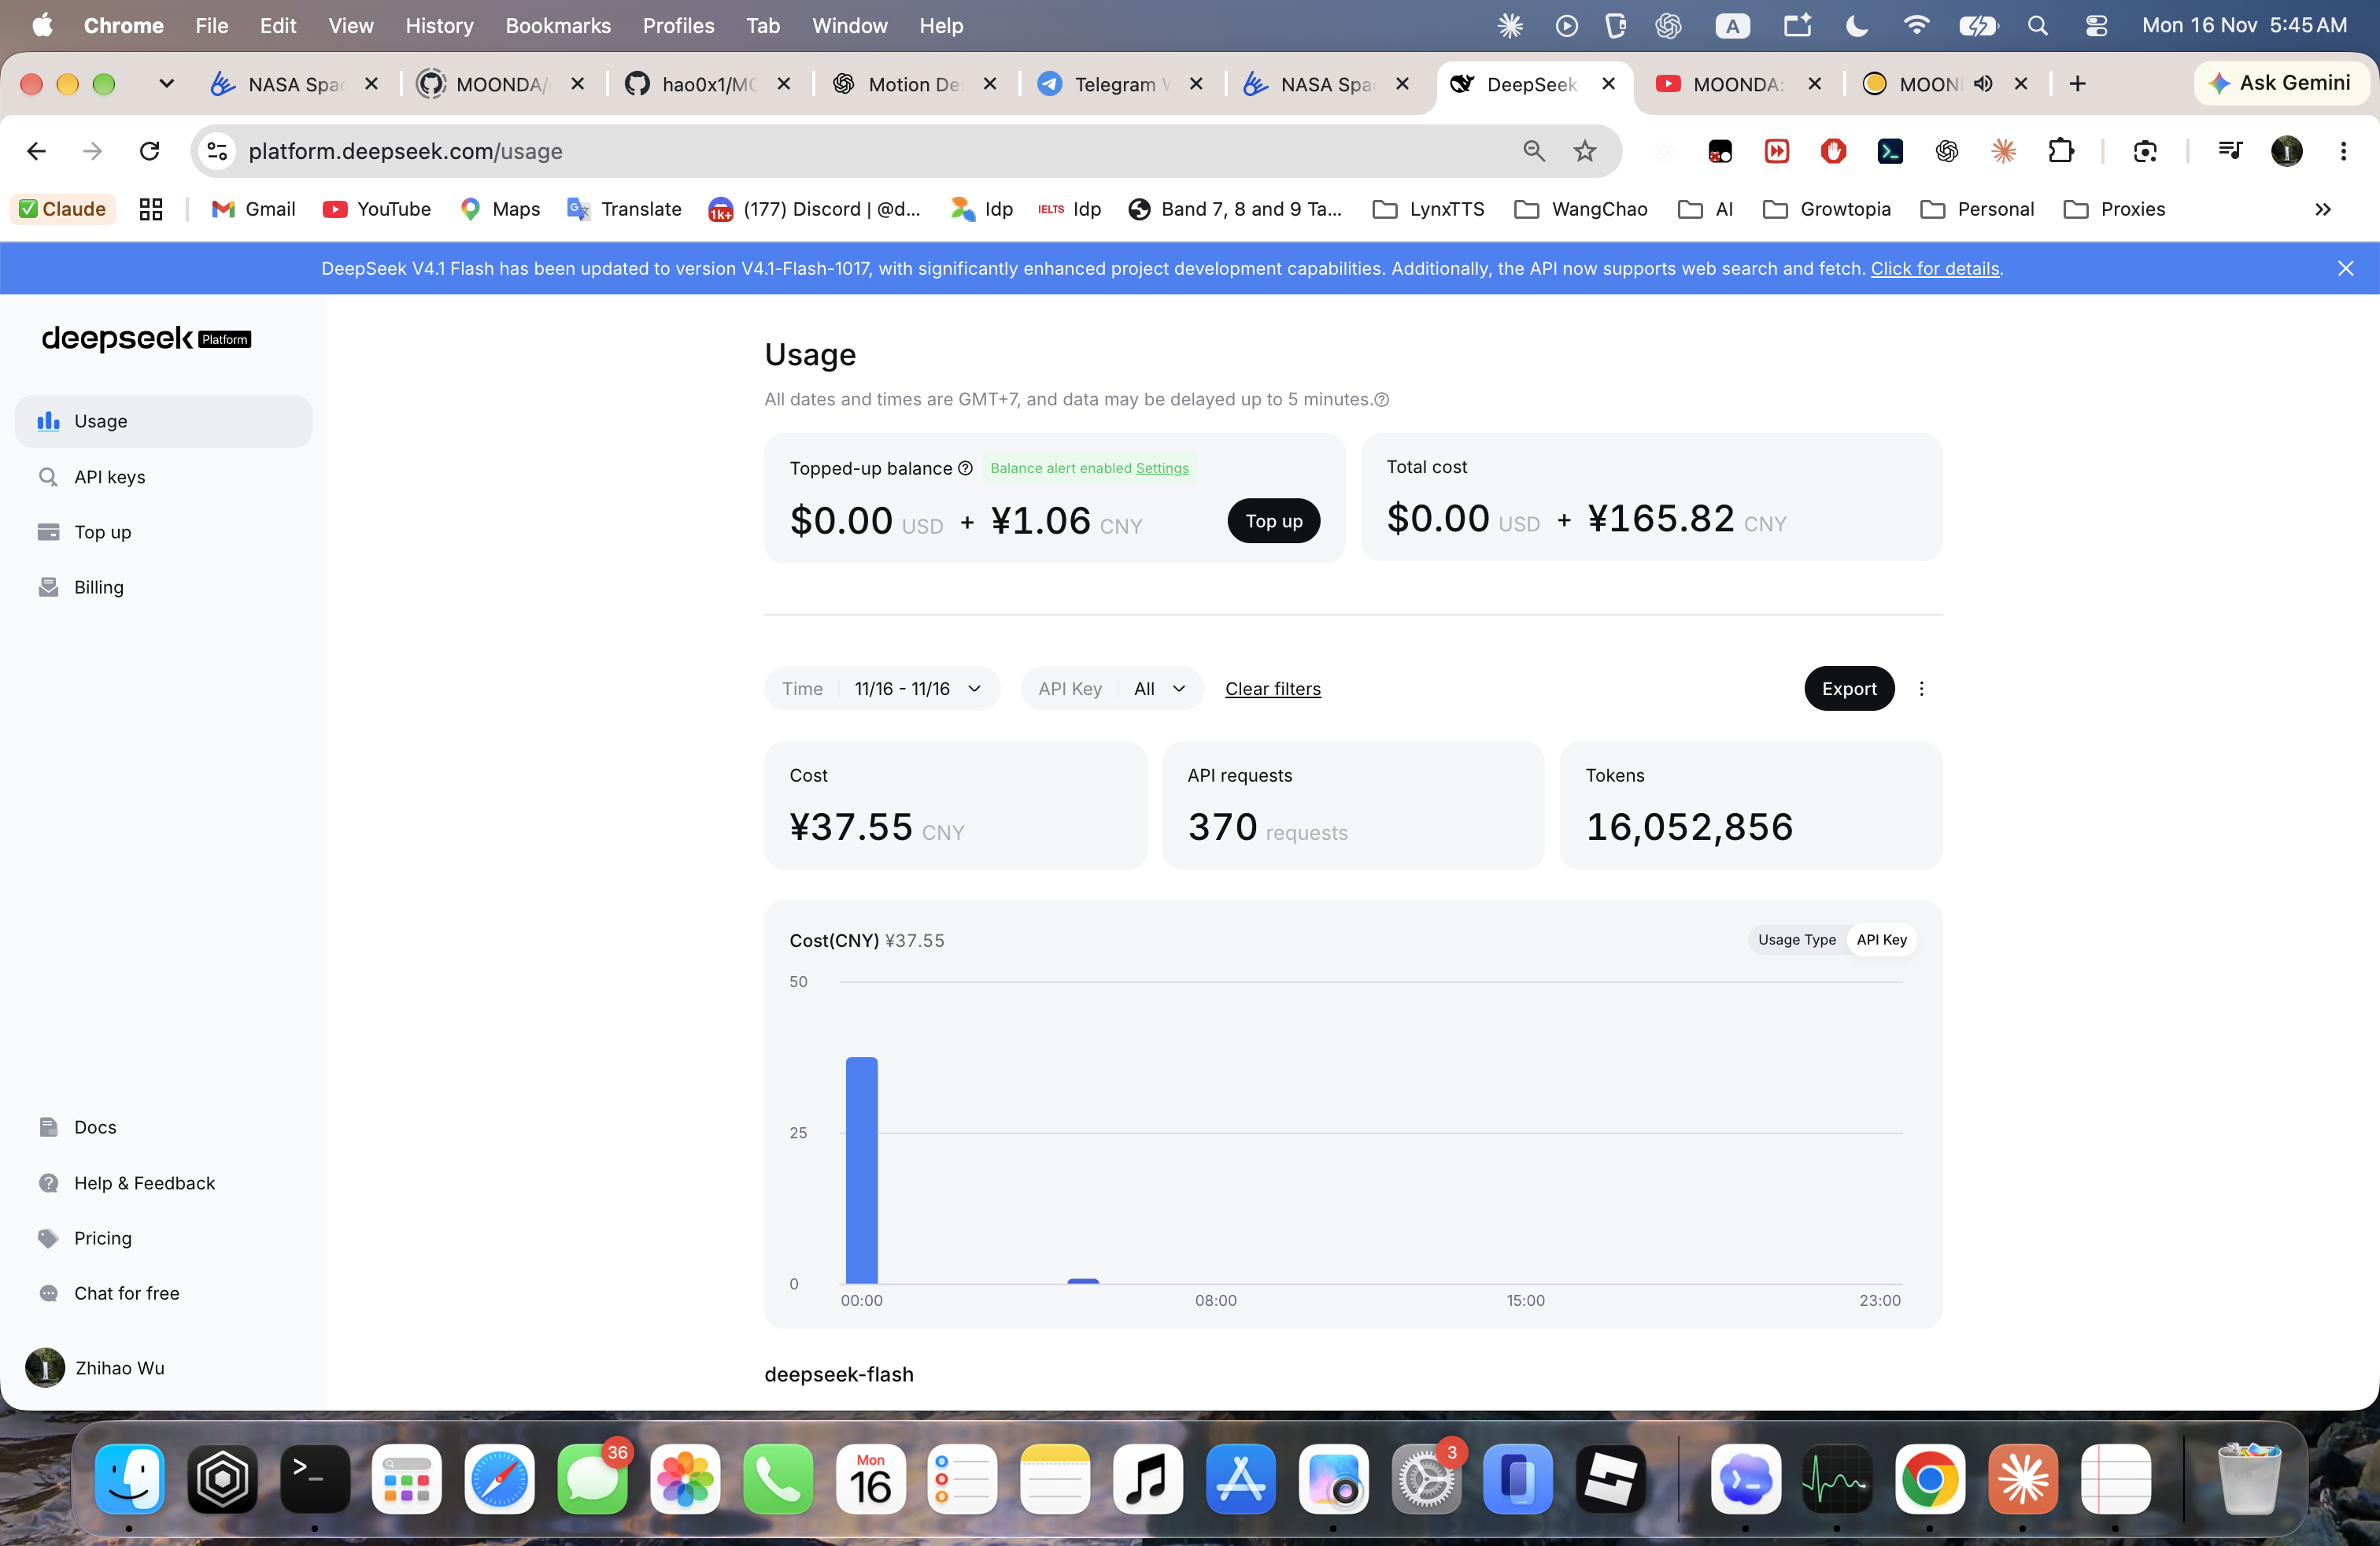 Chrome File Edit View History Bookmarks Profiles Tab Window Help A Mon 16 Nov 5:45 AM
NASA Spac MOONDA/ hao0x1/MO Motion De Telegram NASA Spa DeepSeek MOONDA: MOON Ask Gemini
platform.deepseek.com/usage
Claude Gmail YouTube Maps Translate 1k+ (177) Discord | @d... Idp IELTS Idp Band 7, 8 and 9 Ta... LynxTTS WangChao AI Growtopia Personal Proxies
DeepSeek V4.1 Flash has been updated to version V4.1-Flash-1017, with significantly enhanced project development capabilities. Additionally, the API now supports web search and fetch. Click for details.
deepseek Platform
Usage
API keys
Top up
Billing
Docs
Help & Feedback
Pricing
Chat for free
Zhihao Wu
Usage
All dates and times are GMT+7, and data may be delayed up to 5 minutes.
Topped-up balance Balance alert enabled Settings
$0.00 USD + ¥1.06 CNY Top up
Total cost
$0.00 USD + ¥165.82 CNY
Time 11/16 - 11/16 API Key All Clear filters Export
Cost
¥37.55 CNY
API requests
370 requests
Tokens
16,052,856
Cost(CNY) ¥37.55 Usage Type API Key
50
25
0
00:00 08:00 15:00 23:00
deepseek-flash
36 Mon 16 3